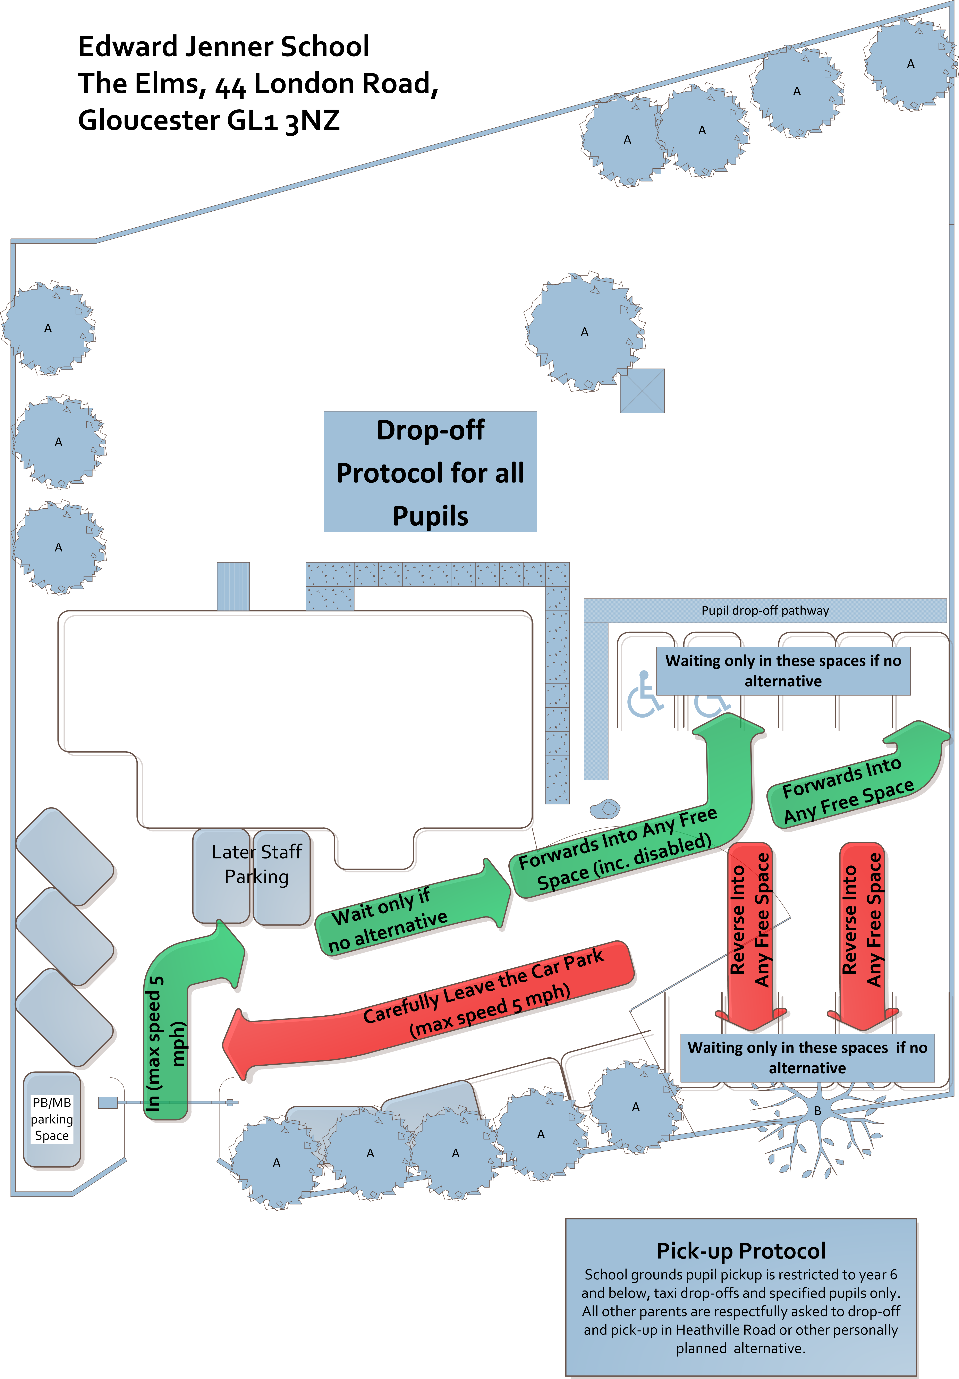 Edward Jenner School
The Elms, 44 London Road,
Gloucester GL1 3NZ
A
A
A
A
A
A
A
A
Drop-off
Protocol for all
Pupils
Pupil drop-off pathway
Waiting only in these spaces if no
alternative
Forwards Into
Any Free Space
Forwards Into Any Free
Space (inc. disabled)
Later Staff
Parking
Wait only if
no alternative
Reverse Into
Any Free Space
Reverse Into
Any Free Space
Carefully Leave the Car Park
(max speed 5 mph)
In (max speed 5
mph)
Waiting only in these spaces if no
alternative
PB/MB
parking
Space
A
A
A
A
A
B
Pick-up Protocol
School grounds pupil pickup is restricted to year 6
and below, taxi drop-offs and specified pupils only.
All other parents are respectfully asked to drop-off
and pick-up in Heathville Road or other personally
planned alternative.